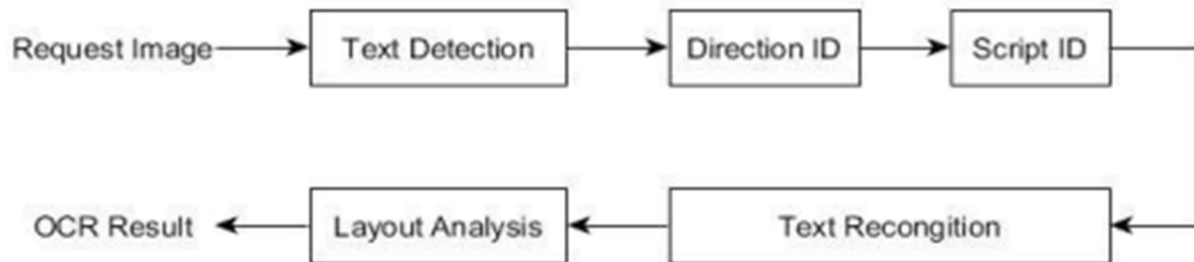 Request Image
Text Detection
Direction ID
Script ID
OCR Result
Layout Analysis
Text Recongition